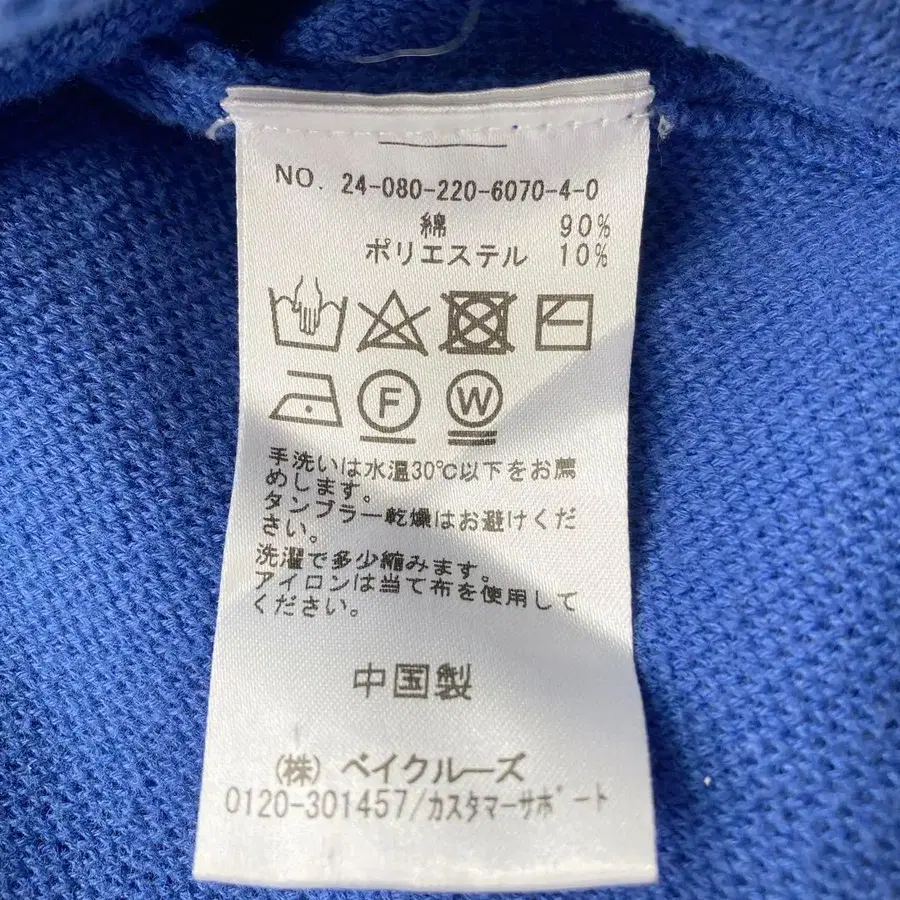 NO. 24-080-220-6070-4-0
綿 90%
ポリエステル 10%
F W
手洗いは水温30℃以下をお薦
めします。
タンブラー乾燥はお避けくだ
さい。
洗濯で多少縮みます。
アイロンは当て布を使用して
ください。
中国製
(株) ベイクルーズ
0120-301457/カスタマーサポート